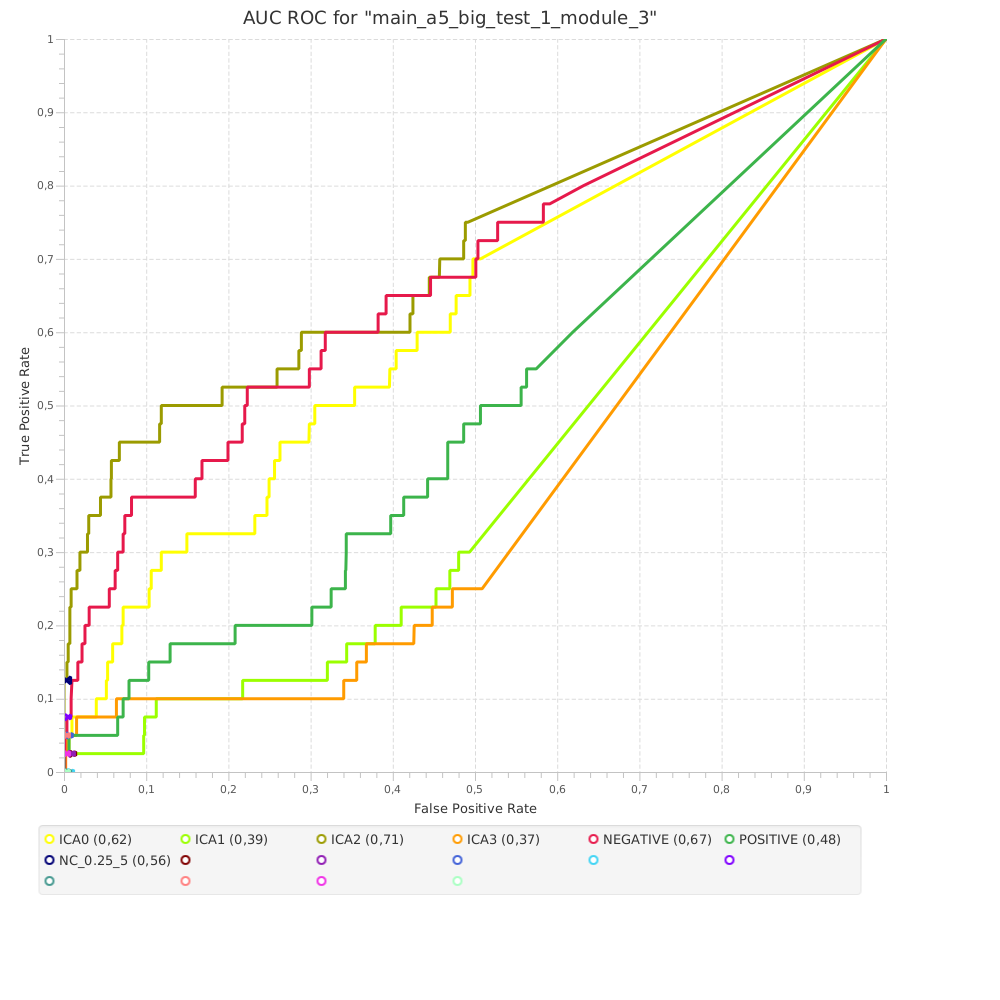 AUC ROC for "main_a5_big_test_1_module_3"
1
0,9
0,8
0,7
0,6
0,5
0,4
0,3
0,2
0,1
0
True Positive Rate
0 0,1 0,2 0,3 0,4 0,5 0,6 0,7 0,8 0,9 1
False Positive Rate
ICA0 (0,62) ICA1 (0,39) ICA2 (0,71) ICA3 (0,37) NEGATIVE (0,67) POSITIVE (0,48)
NC_0.25_5 (0,56)